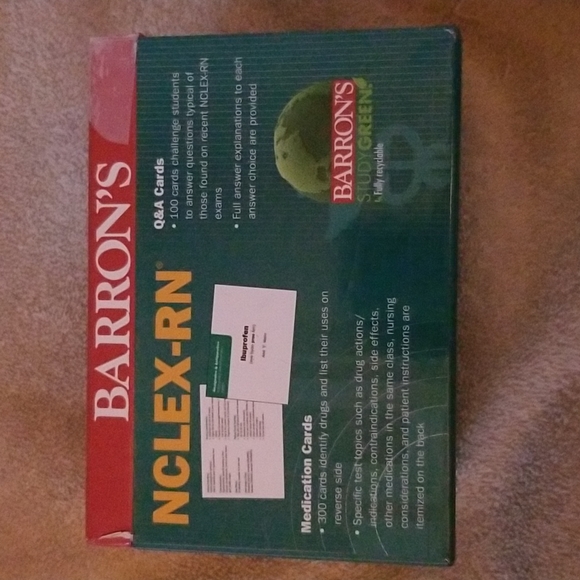 BARRON'S
NCLEX-RN®
Ibuprofen
Medication Cards
• 300 cards identify drugs and list their uses on
reverse side
• Specific test topics such as drug actions/
indications, contraindications, side effects,
other medications in the same class, nursing
considerations, and patient instructions are
itemized on the back
Q&A Cards
• 100 cards challenge students
to answer questions typical of
those found on recent NCLEX-RN
exams
• Full answer explanations to each
answer choice are provided
BARRON'S
STUDY GREEN!
Fully recyclable